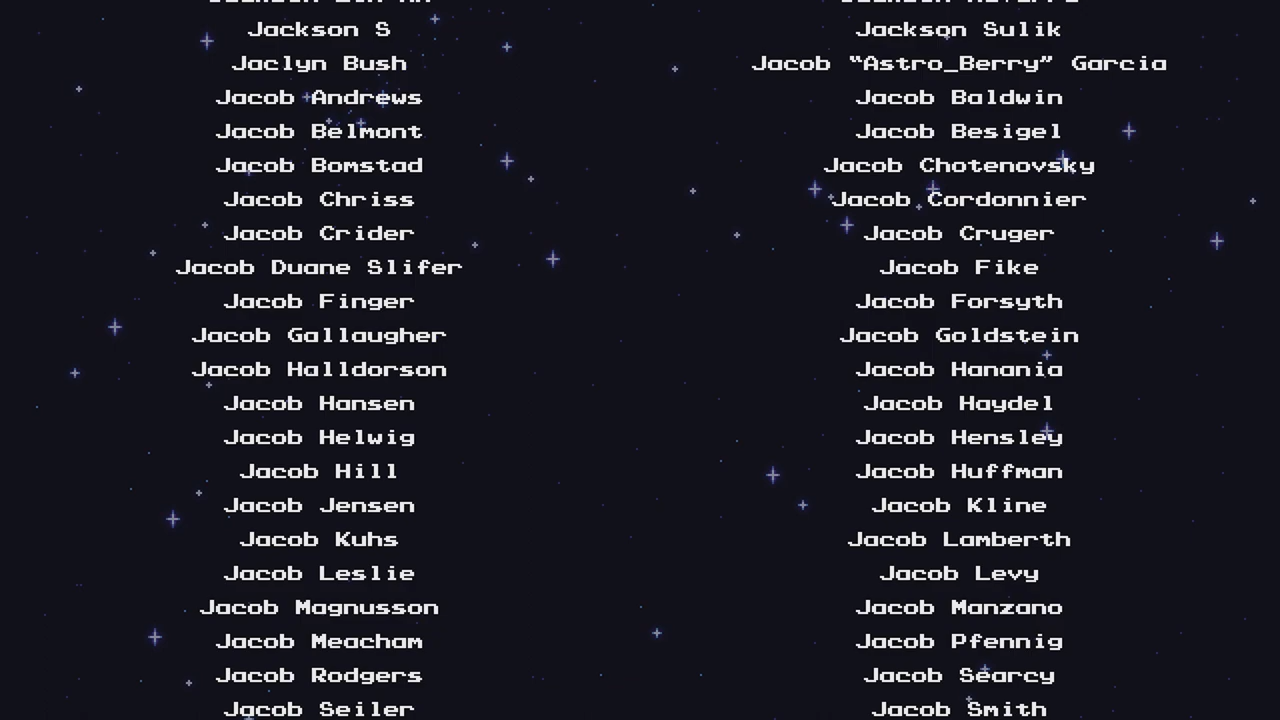 Jackson S
Jackson Sulik
Jaclyn Bush
Jacob "Astro_Berry" Garcia
Jacob Andrews
Jacob Baldwin
Jacob Belmont
Jacob Besigel
Jacob Bomstad
Jacob Chotenovsky
Jacob Chriss
Jacob Cordonnier
Jacob Crider
Jacob Cruger
Jacob Duane Slifer
Jacob Fike
Jacob Finger
Jacob Forsyth
Jacob Gallaugher
Jacob Goldstein
Jacob Halldorson
Jacob Hanania
Jacob Hansen
Jacob Haydel
Jacob Helwig
Jacob Hensley
Jacob Hill
Jacob Huffman
Jacob Jensen
Jacob Kline
Jacob Kuhs
Jacob Lamberth
Jacob Leslie
Jacob Levy
Jacob Magnusson
Jacob Manzano
Jacob Meacham
Jacob Pfennig
Jacob Rodgers
Jacob Searcy
Jacob Seiler
Jacob Smith